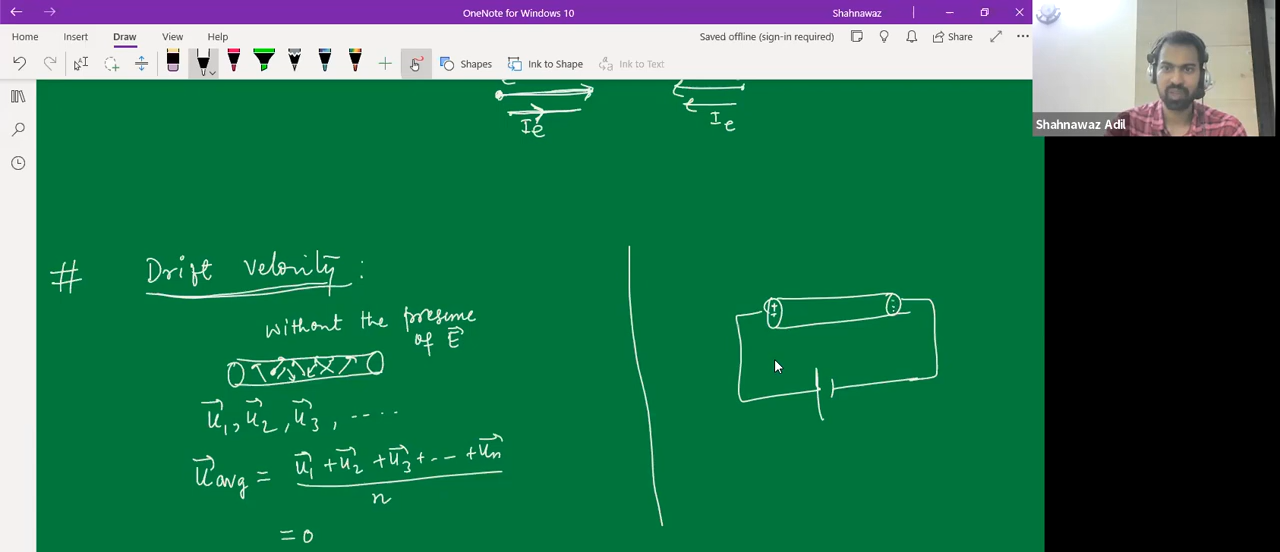 OneNote for Windows 10
Shahnawaz
Home Insert Draw View Help
Saved offline (sign-in required)
Share
Shapes
Ink to Shape
Ink to Text
Shahnawaz Adil
Ie
Ie
# Drift velocity :
without the presence
of E⃗
u⃗₁, u⃗₂, u⃗₃, ....
u⃗avg = (u⃗₁ + u⃗₂ + u⃗₃ + ... + u⃗n) / n
= 0